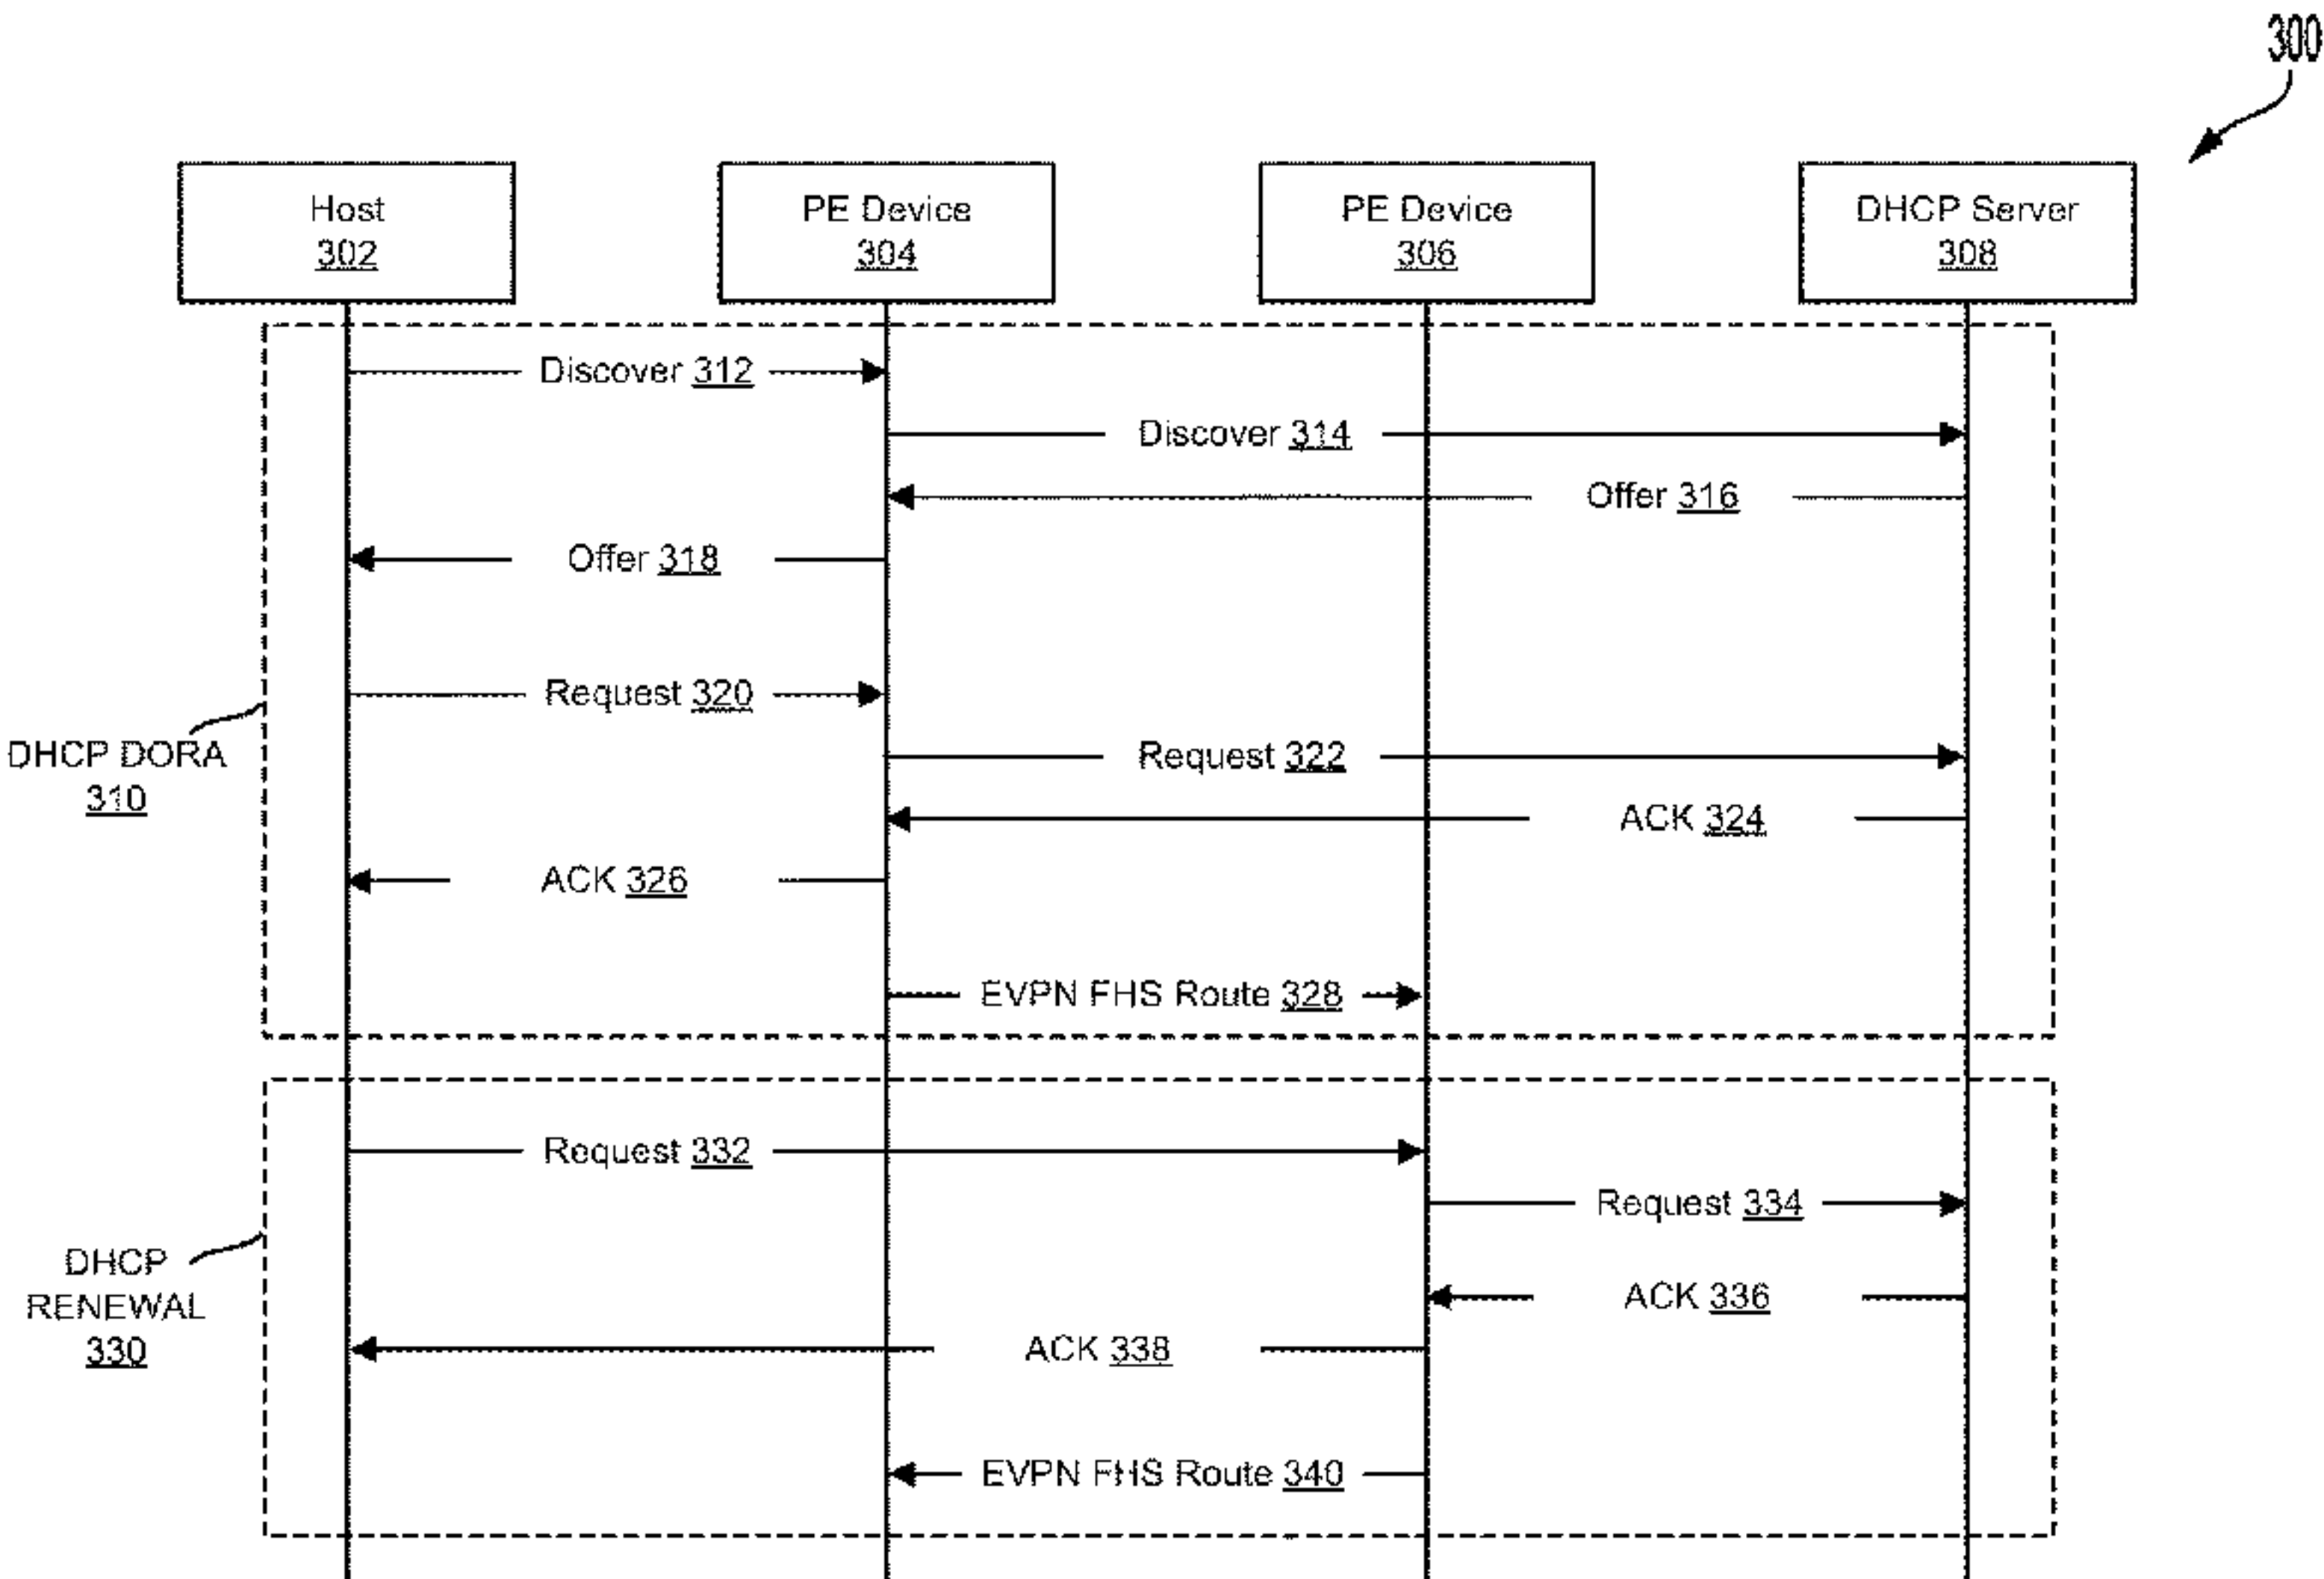 300
Host
302
PE Device
304
PE Device
306
DHCP Server
308
Discover 312
Discover 314
Offer 316
Offer 318
Request 320
DHCP DORA
310
Request 322
ACK 324
ACK 326
EVPN FHS Route 328
Request 332
Request 334
DHCP
RENEWAL
330
ACK 336
ACK 338
EVPN FHS Route 340